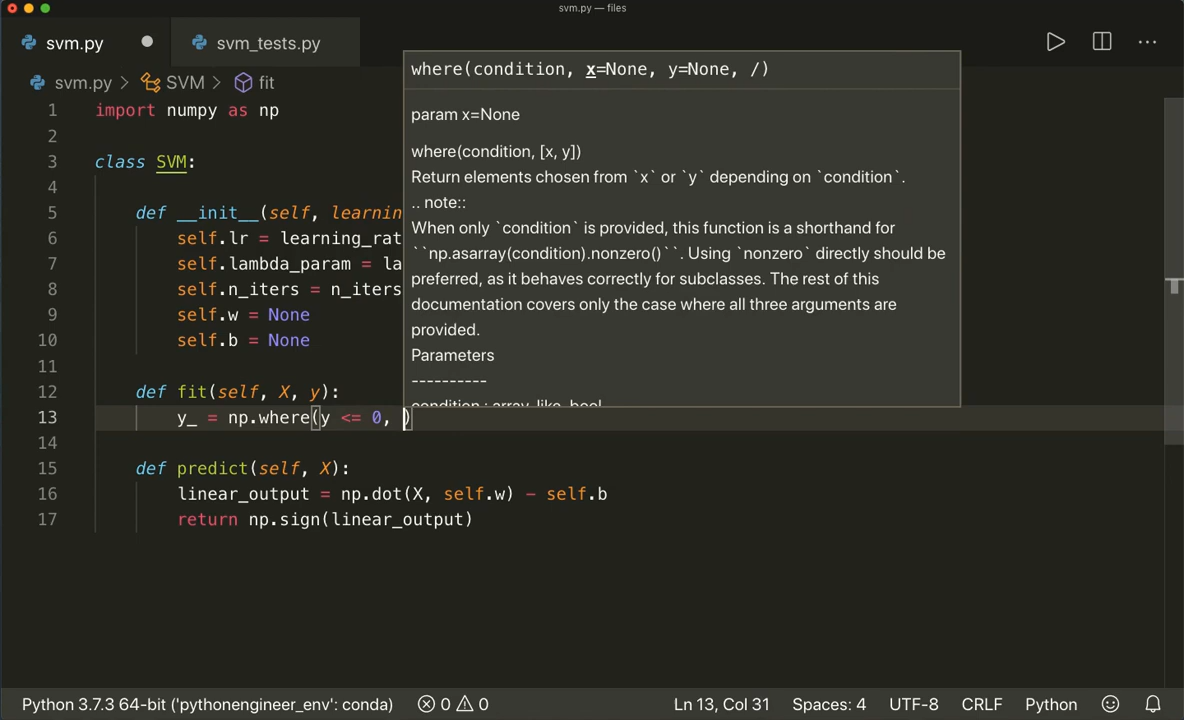 svm.py — files
svm.py
svm_tests.py
svm.py > SVM > fit
where(condition, x=None, y=None, /)
param x=None
where(condition, [x, y])
Return elements chosen from `x` or `y` depending on `condition`.
.. note::
When only `condition` is provided, this function is a shorthand for
``np.asarray(condition).nonzero()``. Using `nonzero` directly should be
preferred, as it behaves correctly for subclasses. The rest of this
documentation covers only the case where all three arguments are
provided.
Parameters
----------
condition : array_like, bool
1 import numpy as np
2
3 class SVM:
4
5 def __init__(self, learnin
6 self.lr = learning_rat
7 self.lambda_param = la
8 self.n_iters = n_iters
9 self.w = None
10 self.b = None
11
12 def fit(self, X, y):
13 y_ = np.where(y <= 0, )
14
15 def predict(self, X):
16 linear_output = np.dot(X, self.w) - self.b
17 return np.sign(linear_output)
Python 3.7.3 64-bit ('pythonengineer_env': conda) 0 0 Ln 13, Col 31 Spaces: 4 UTF-8 CRLF Python